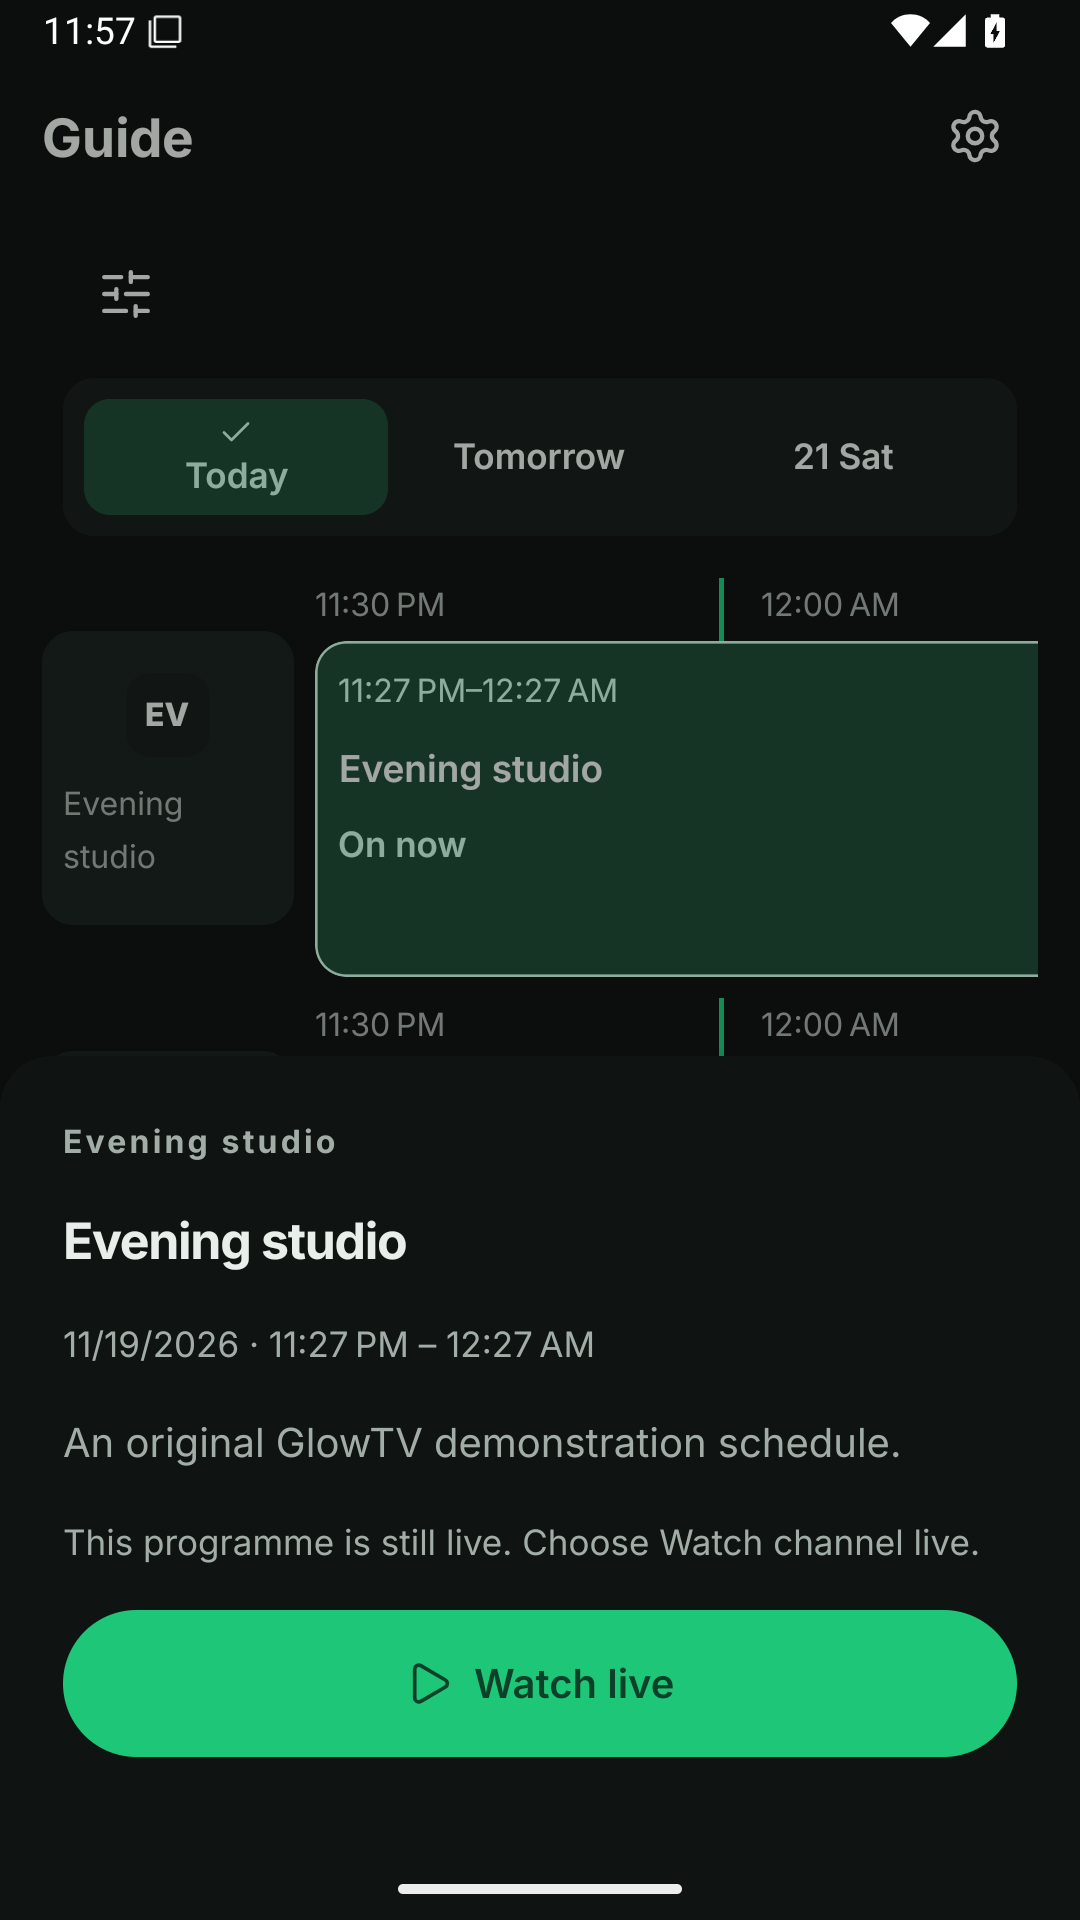 11:57
Guide
Today
Tomorrow
21 Sat
11:30 PM
12:00 AM
EV
Evening
studio
11:27 PM–12:27 AM
Evening studio
On now
11:30 PM
12:00 AM
Evening studio
Evening studio
11/19/2026 · 11:27 PM – 12:27 AM
An original GlowTV demonstration schedule.
This programme is still live. Choose Watch channel live.
Watch live